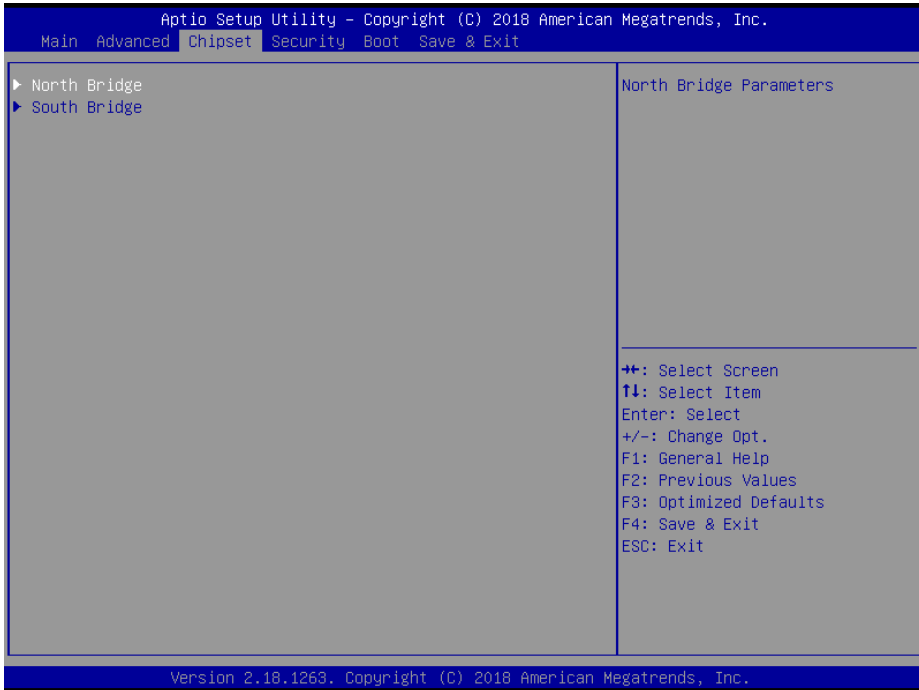 Aptio Setup Utility – Copyright (C) 2018 American Megatrends, Inc.
Main Advanced Chipset Security Boot Save & Exit
▶ North Bridge
▶ South Bridge
North Bridge Parameters
→←: Select Screen
↑↓: Select Item
Enter: Select
+/-: Change Opt.
F1: General Help
F2: Previous Values
F3: Optimized Defaults
F4: Save & Exit
ESC: Exit
Version 2.18.1263. Copyright (C) 2018 American Megatrends, Inc.